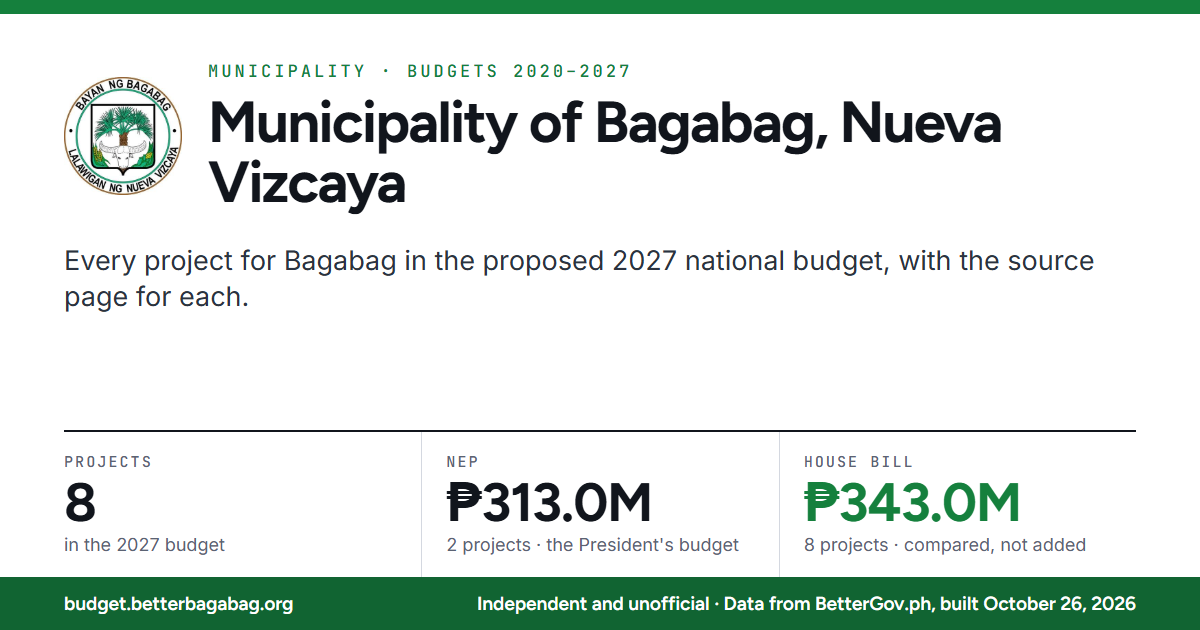 MUNICIPALITY · BUDGETS 2020–2027
BAYAN NG BAGABAG
LALAWIGAN NG NUEVA VIZCAYA
Municipality of Bagabag, Nueva
Vizcaya
Every project for Bagabag in the proposed 2027 national budget, with the source
page for each.
PROJECTS
8
in the 2027 budget
NEP
₱313.0M
2 projects · the President's budget
HOUSE BILL
₱343.0M
8 projects · compared, not added
budget.betterbagabag.org
Independent and unofficial · Data from BetterGov.ph, built October 26, 2026